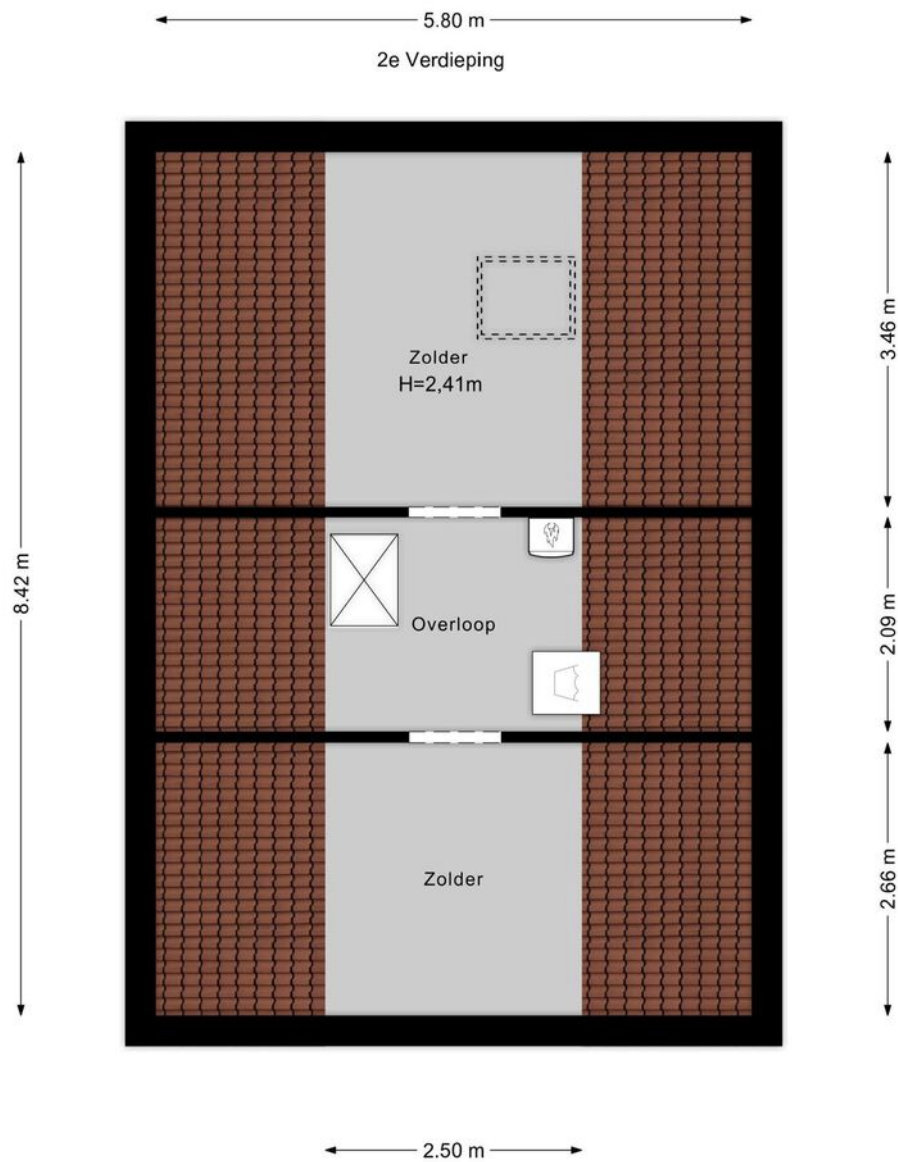 5.80 m
2e Verdieping
3.46 m
Zolder
H=2,41m
8.42 m
2.09 m
Overloop
2.66 m
Zolder
2.50 m